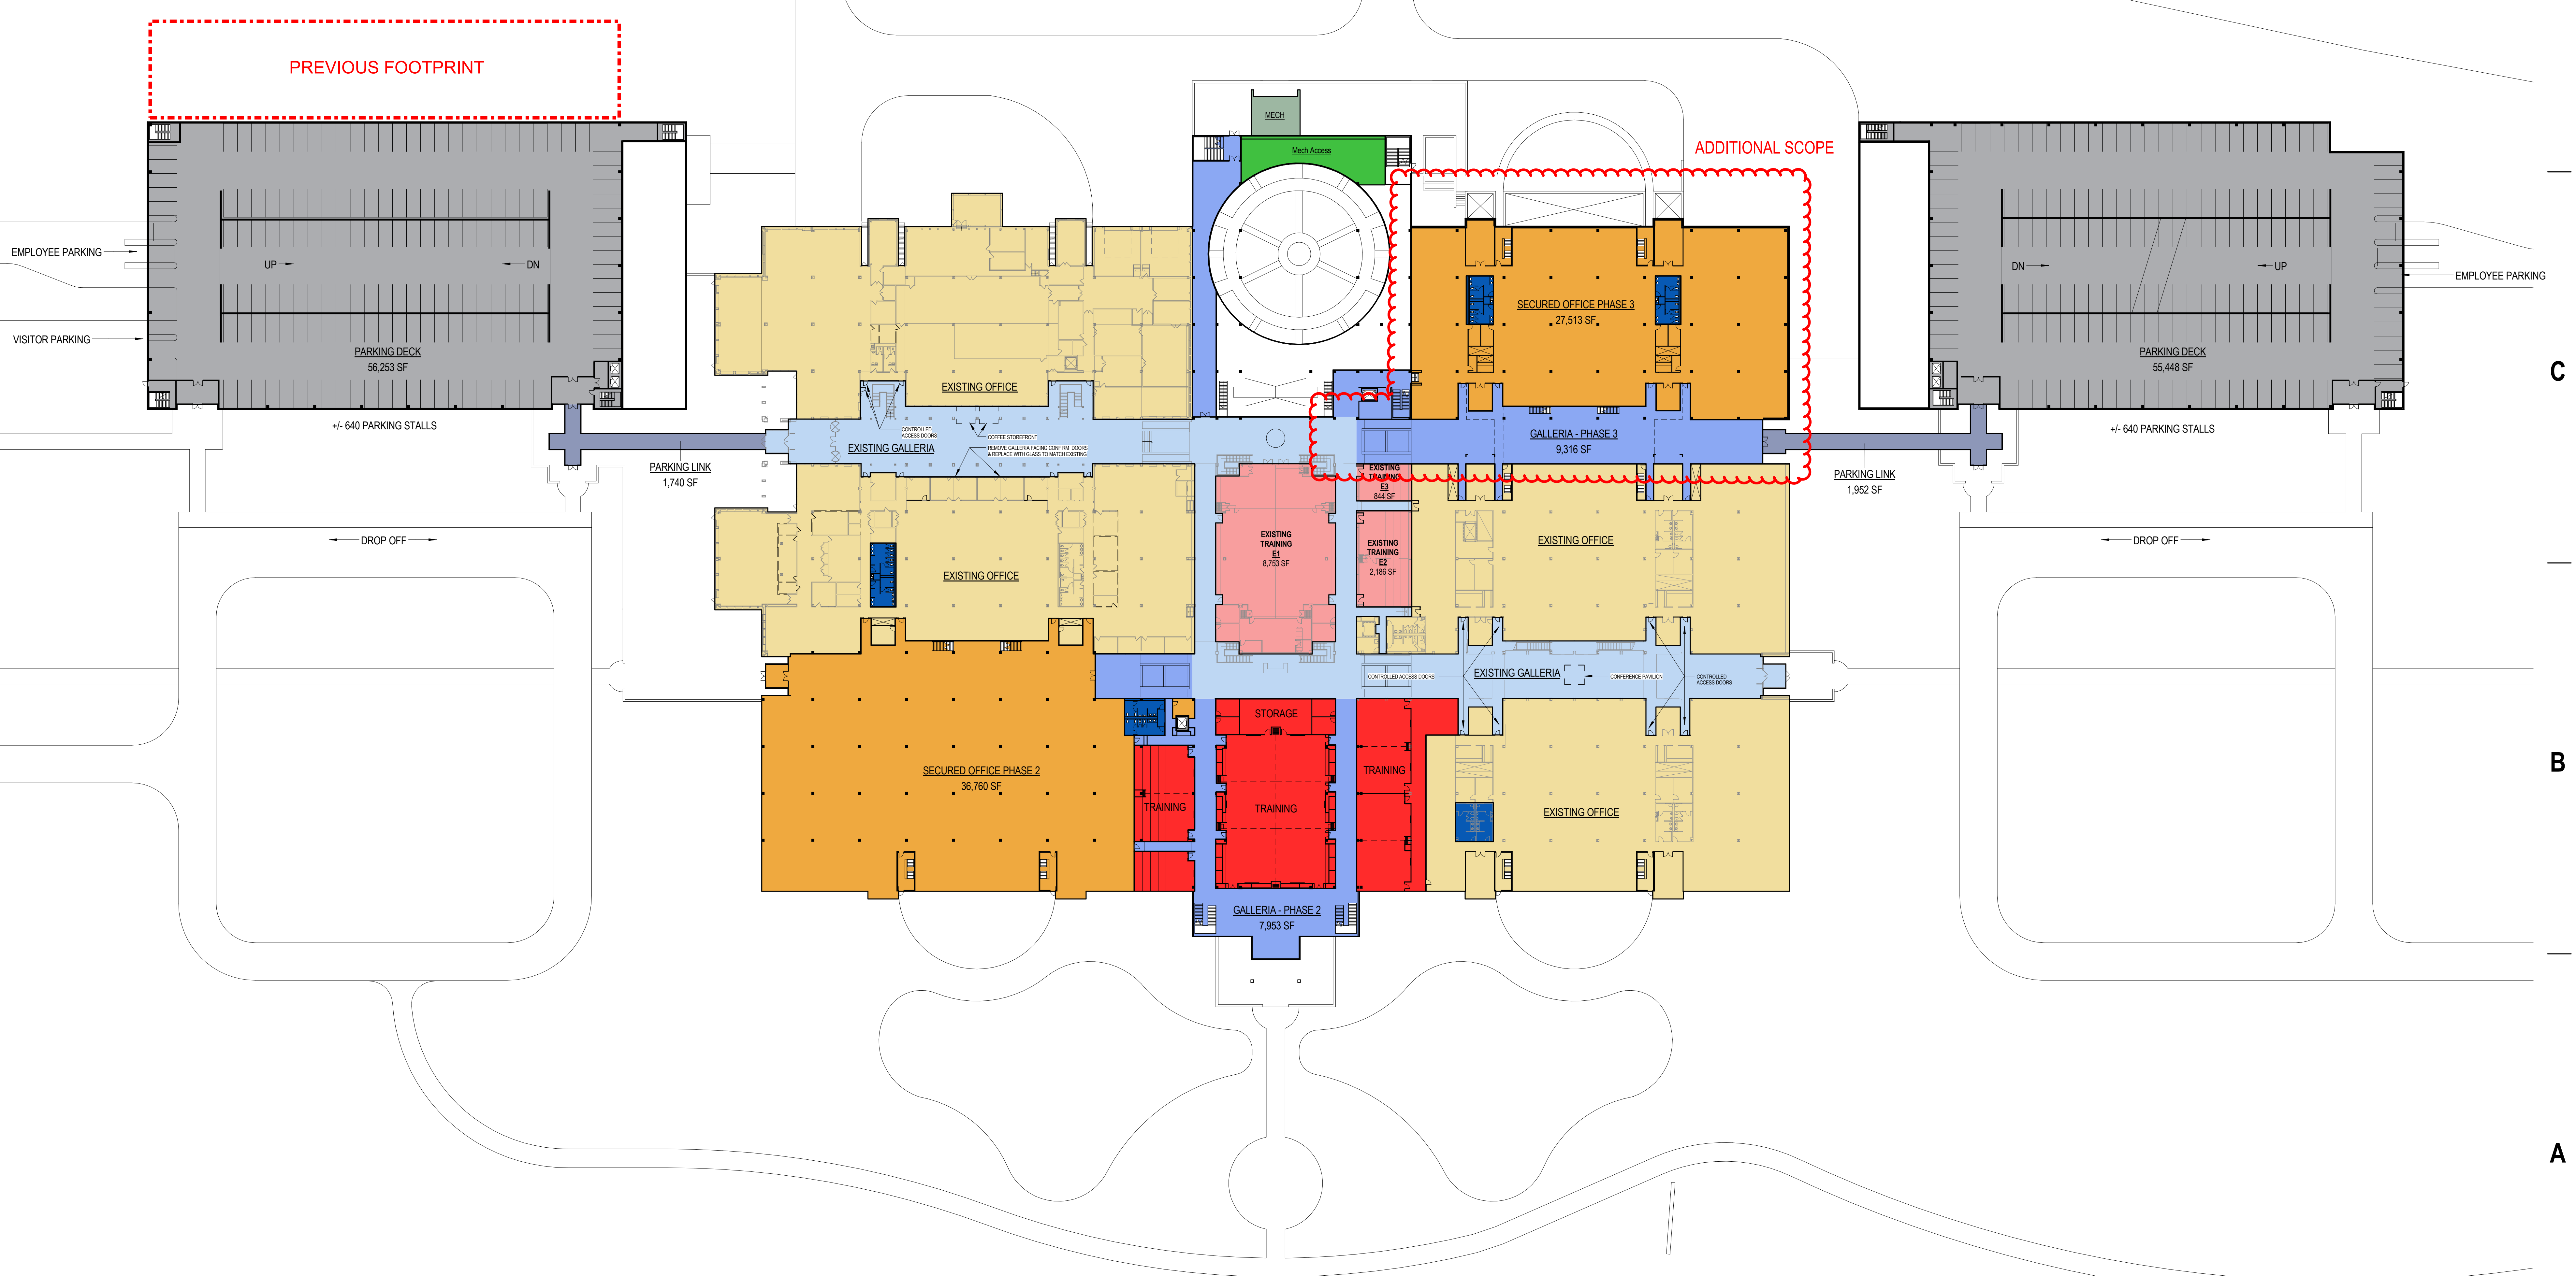 PREVIOUS FOOTPRINT
MECH
Mech Access
ADDITIONAL SCOPE
EMPLOYEE PARKING
UP
DN
VISITOR PARKING
PARKING DECK
56,253 SF
+/- 640 PARKING STALLS
PARKING LINK
1,740 SF
DROP OFF
EXISTING OFFICE
CONTROLLED
ACCESS DOORS
COFFEE STOREFRONT
REMOVE GALLERIA FACING CONF RM DOORS
& REPLACE WITH GLASS TO MATCH EXISTING
EXISTING GALLERIA
EXISTING OFFICE
SECURED OFFICE PHASE 3
27,513 SF
GALLERIA - PHASE 3
9,316 SF
EXISTING
TRAINING
E3
844 SF
EXISTING
TRAINING
E1
8,753 SF
EXISTING
TRAINING
E2
2,186 SF
EXISTING OFFICE
DN
UP
EMPLOYEE PARKING
PARKING DECK
55,448 SF
+/- 640 PARKING STALLS
PARKING LINK
1,952 SF
DROP OFF
C
CONTROLLED ACCESS DOORS
EXISTING GALLERIA
CONFERENCE PAVILION
CONTROLLED
ACCESS DOORS
STORAGE
SECURED OFFICE PHASE 2
36,760 SF
TRAINING
TRAINING
TRAINING
EXISTING OFFICE
B
GALLERIA - PHASE 2
7,953 SF
A